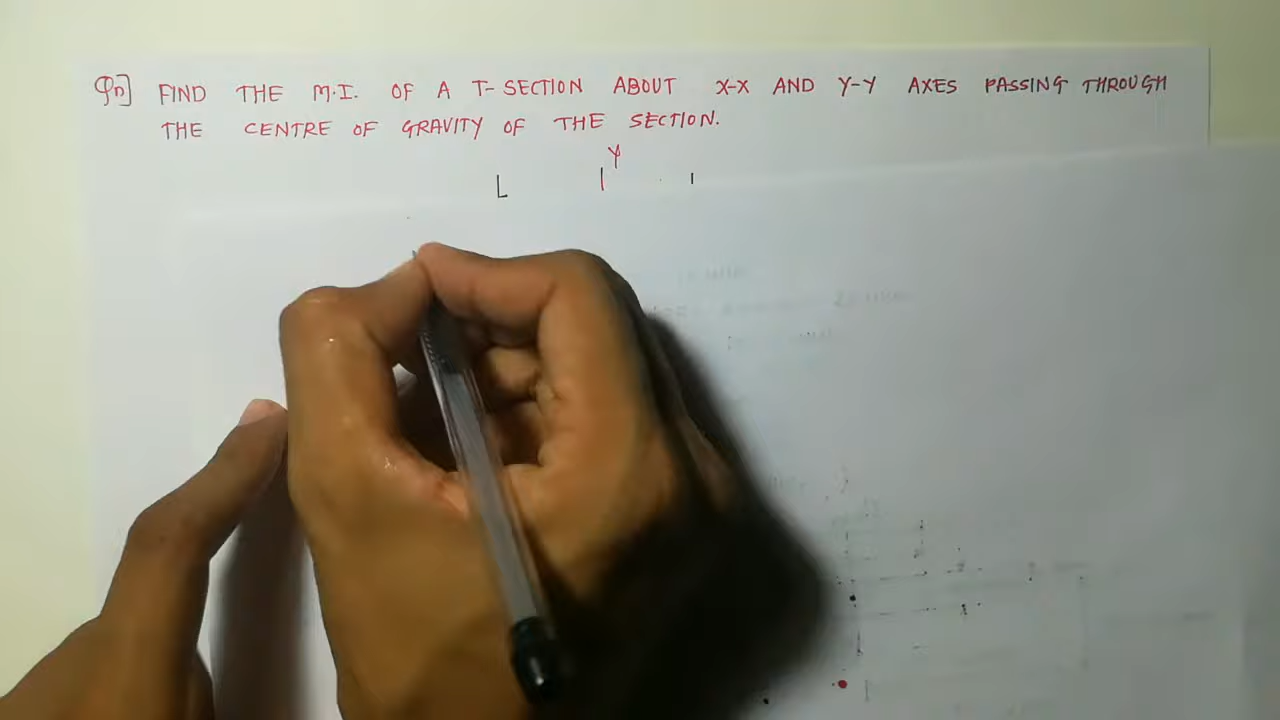 Qn] FIND THE M.I. OF A T-SECTION ABOUT X-X AND Y-Y AXES PASSING THROUGH
THE CENTRE OF GRAVITY OF THE SECTION.
Y